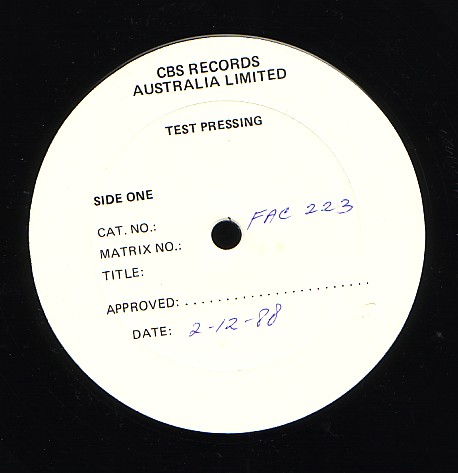 CBS RECORDS
AUSTRALIA LIMITED
TEST PRESSING
SIDE ONE
CAT. NO.: FAC 223
MATRIX NO.:
TITLE:
APPROVED: .......................
DATE: 2-12-88